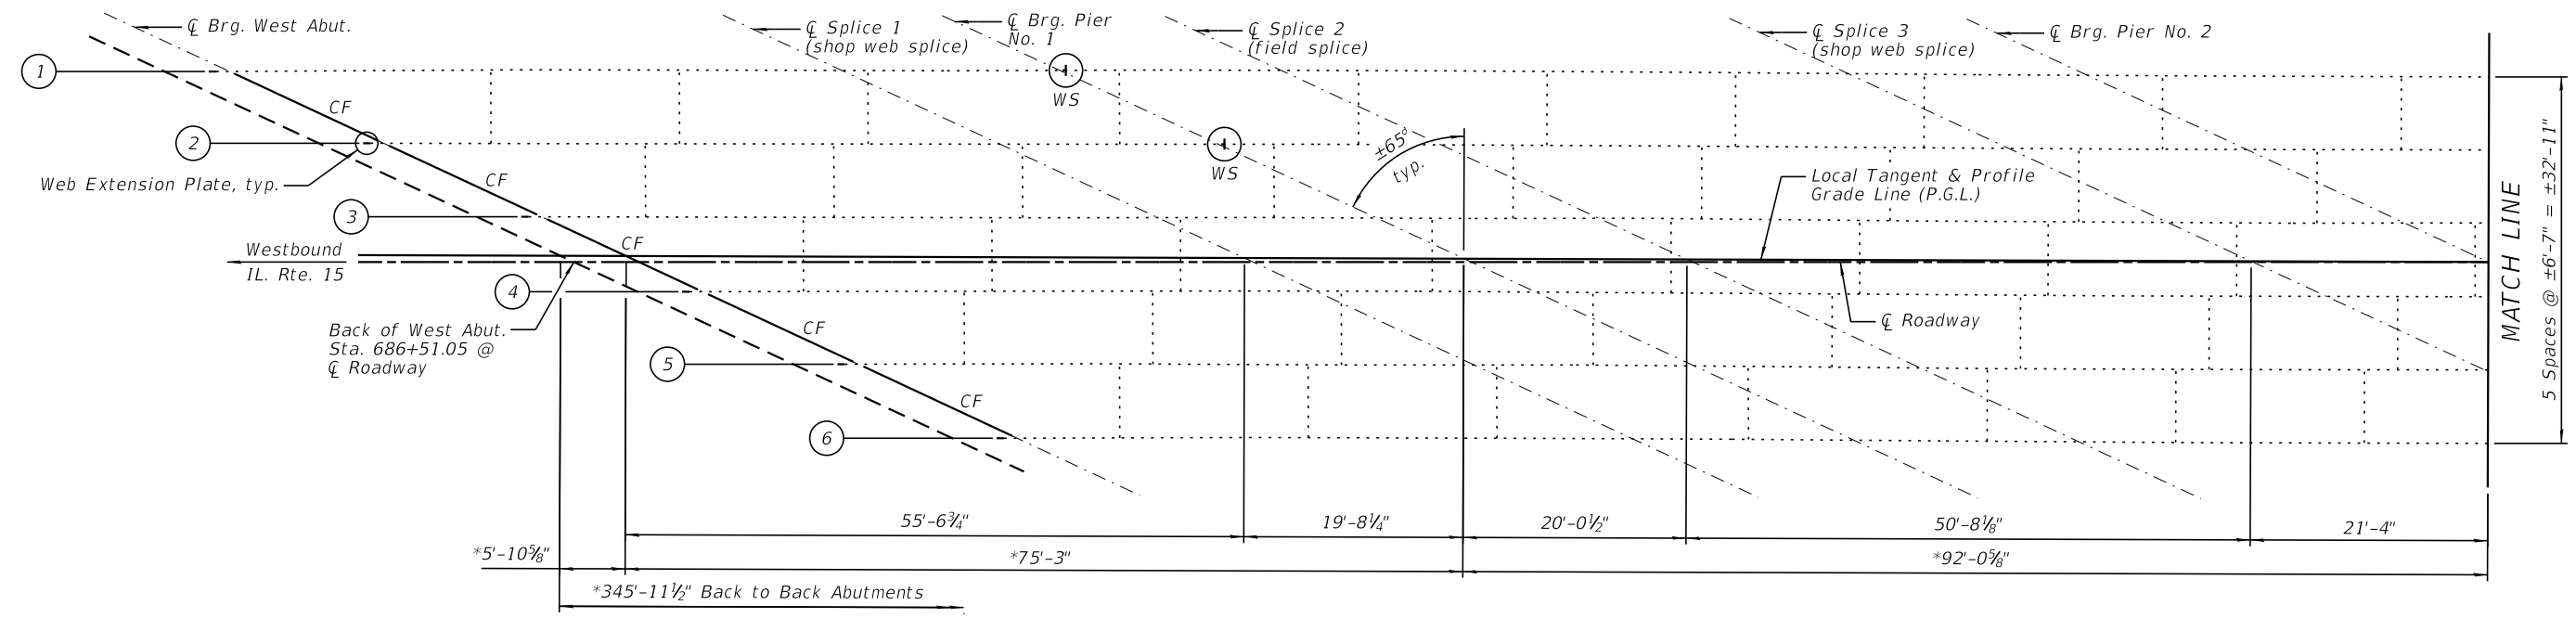 ℄ Brg. West Abut.
℄ Splice 1
(shop web splice)
℄ Brg. Pier
No. 1
℄ Splice 2
(field splice)
℄ Splice 3
(shop web splice)
℄ Brg. Pier No. 2
1
WS
CF
2
WS
±65°
typ.
Web Extension Plate, typ.
CF
Local Tangent & Profile
Grade Line (P.G.L.)
3
CF
Westbound
IL. Rte. 15
4
℄ Roadway
Back of West Abut.
Sta. 686+51.05 @
℄ Roadway
CF
5
CF
6
MATCH LINE
5 Spaces @ ±6'-7" = ±32'-11"
55'-6¾"
19'-8¼"
20'-0½"
50'-8⅛"
21'-4"
*5'-10⅝"
*75'-3"
*92'-0⅝"
*345'-11½" Back to Back Abutments